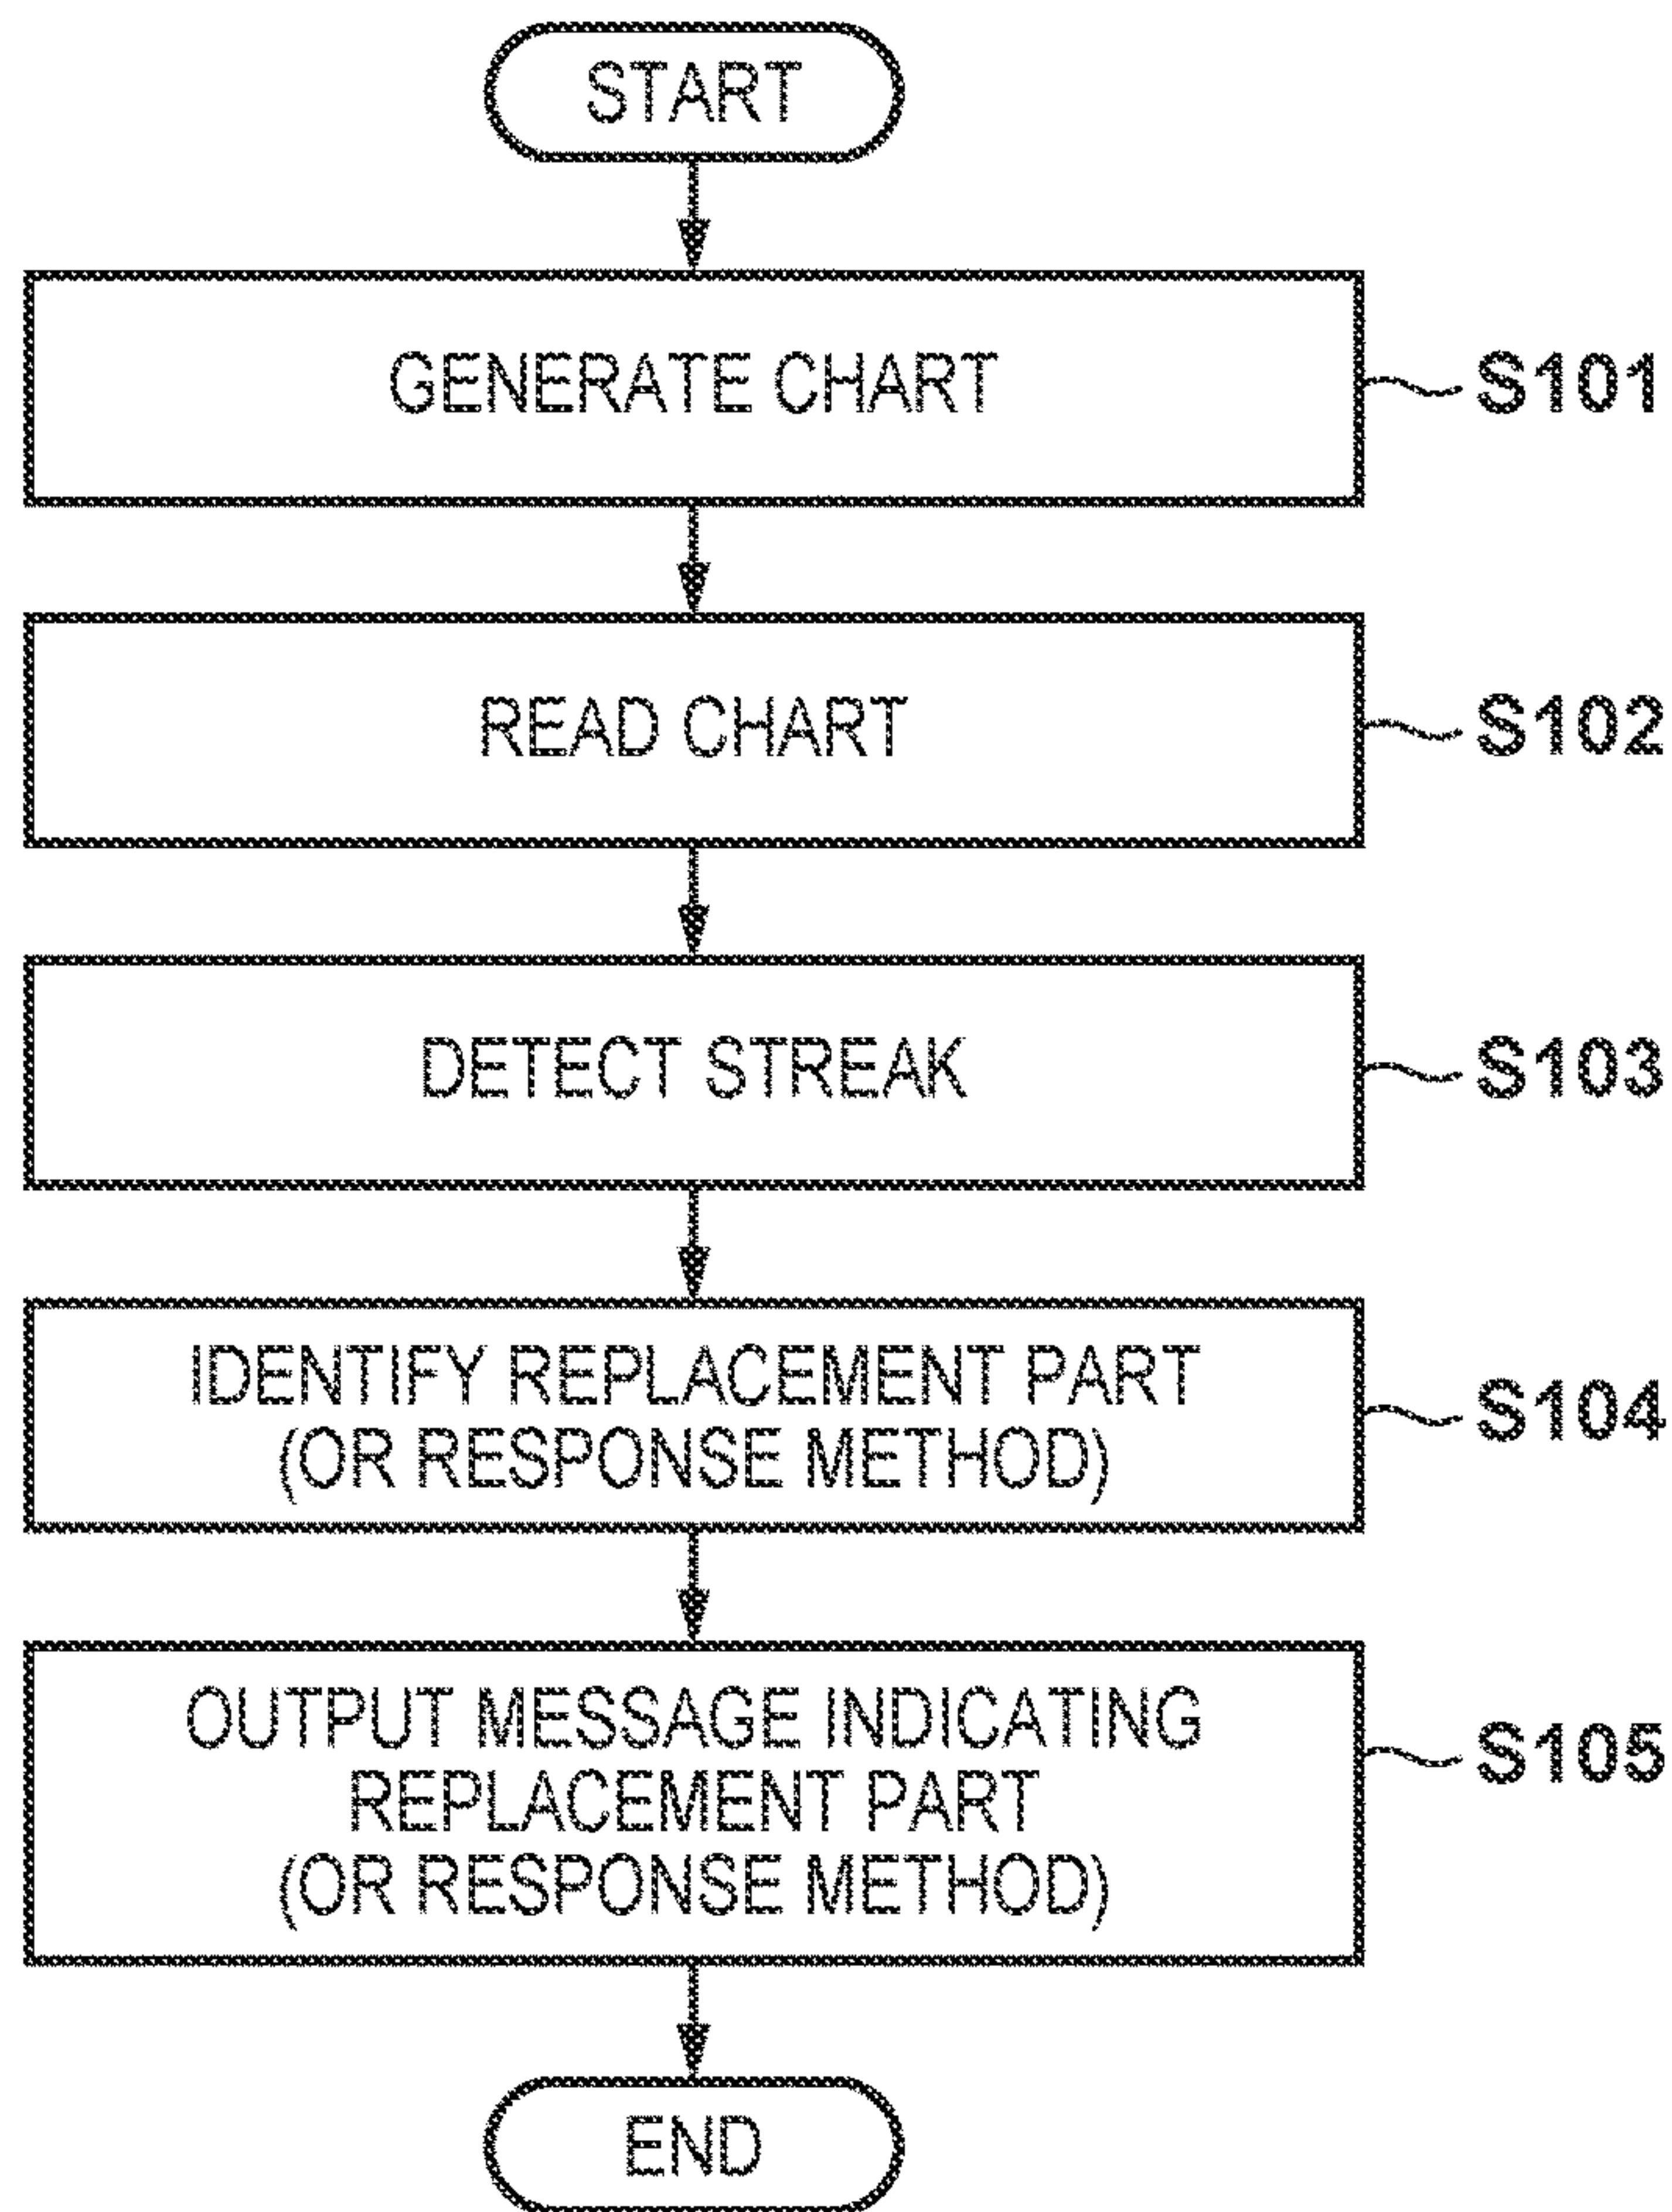 START
GENERATE CHART
S101
READ CHART
S102
DETECT STREAK
S103
IDENTIFY REPLACEMENT PART
(OR RESPONSE METHOD)
S104
OUTPUT MESSAGE INDICATING
REPLACEMENT PART
(OR RESPONSE METHOD)
S105
END